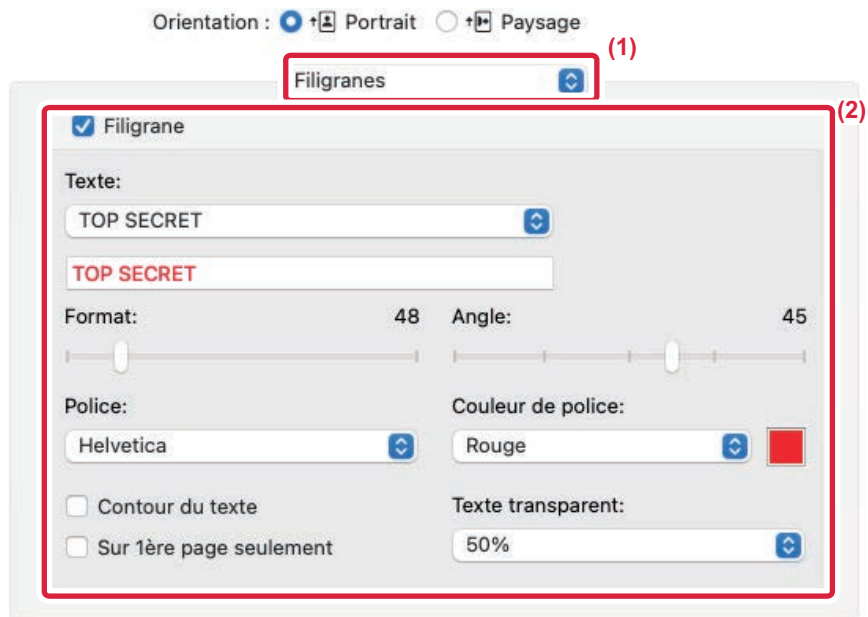 Orientation : Portrait Paysage
(1)
Filigranes
(2)
Filigrane
Texte:
TOP SECRET
TOP SECRET
Format: 48 Angle: 45
Police: Couleur de police:
Helvetica Rouge
Contour du texte Texte transparent:
Sur 1ère page seulement 50%